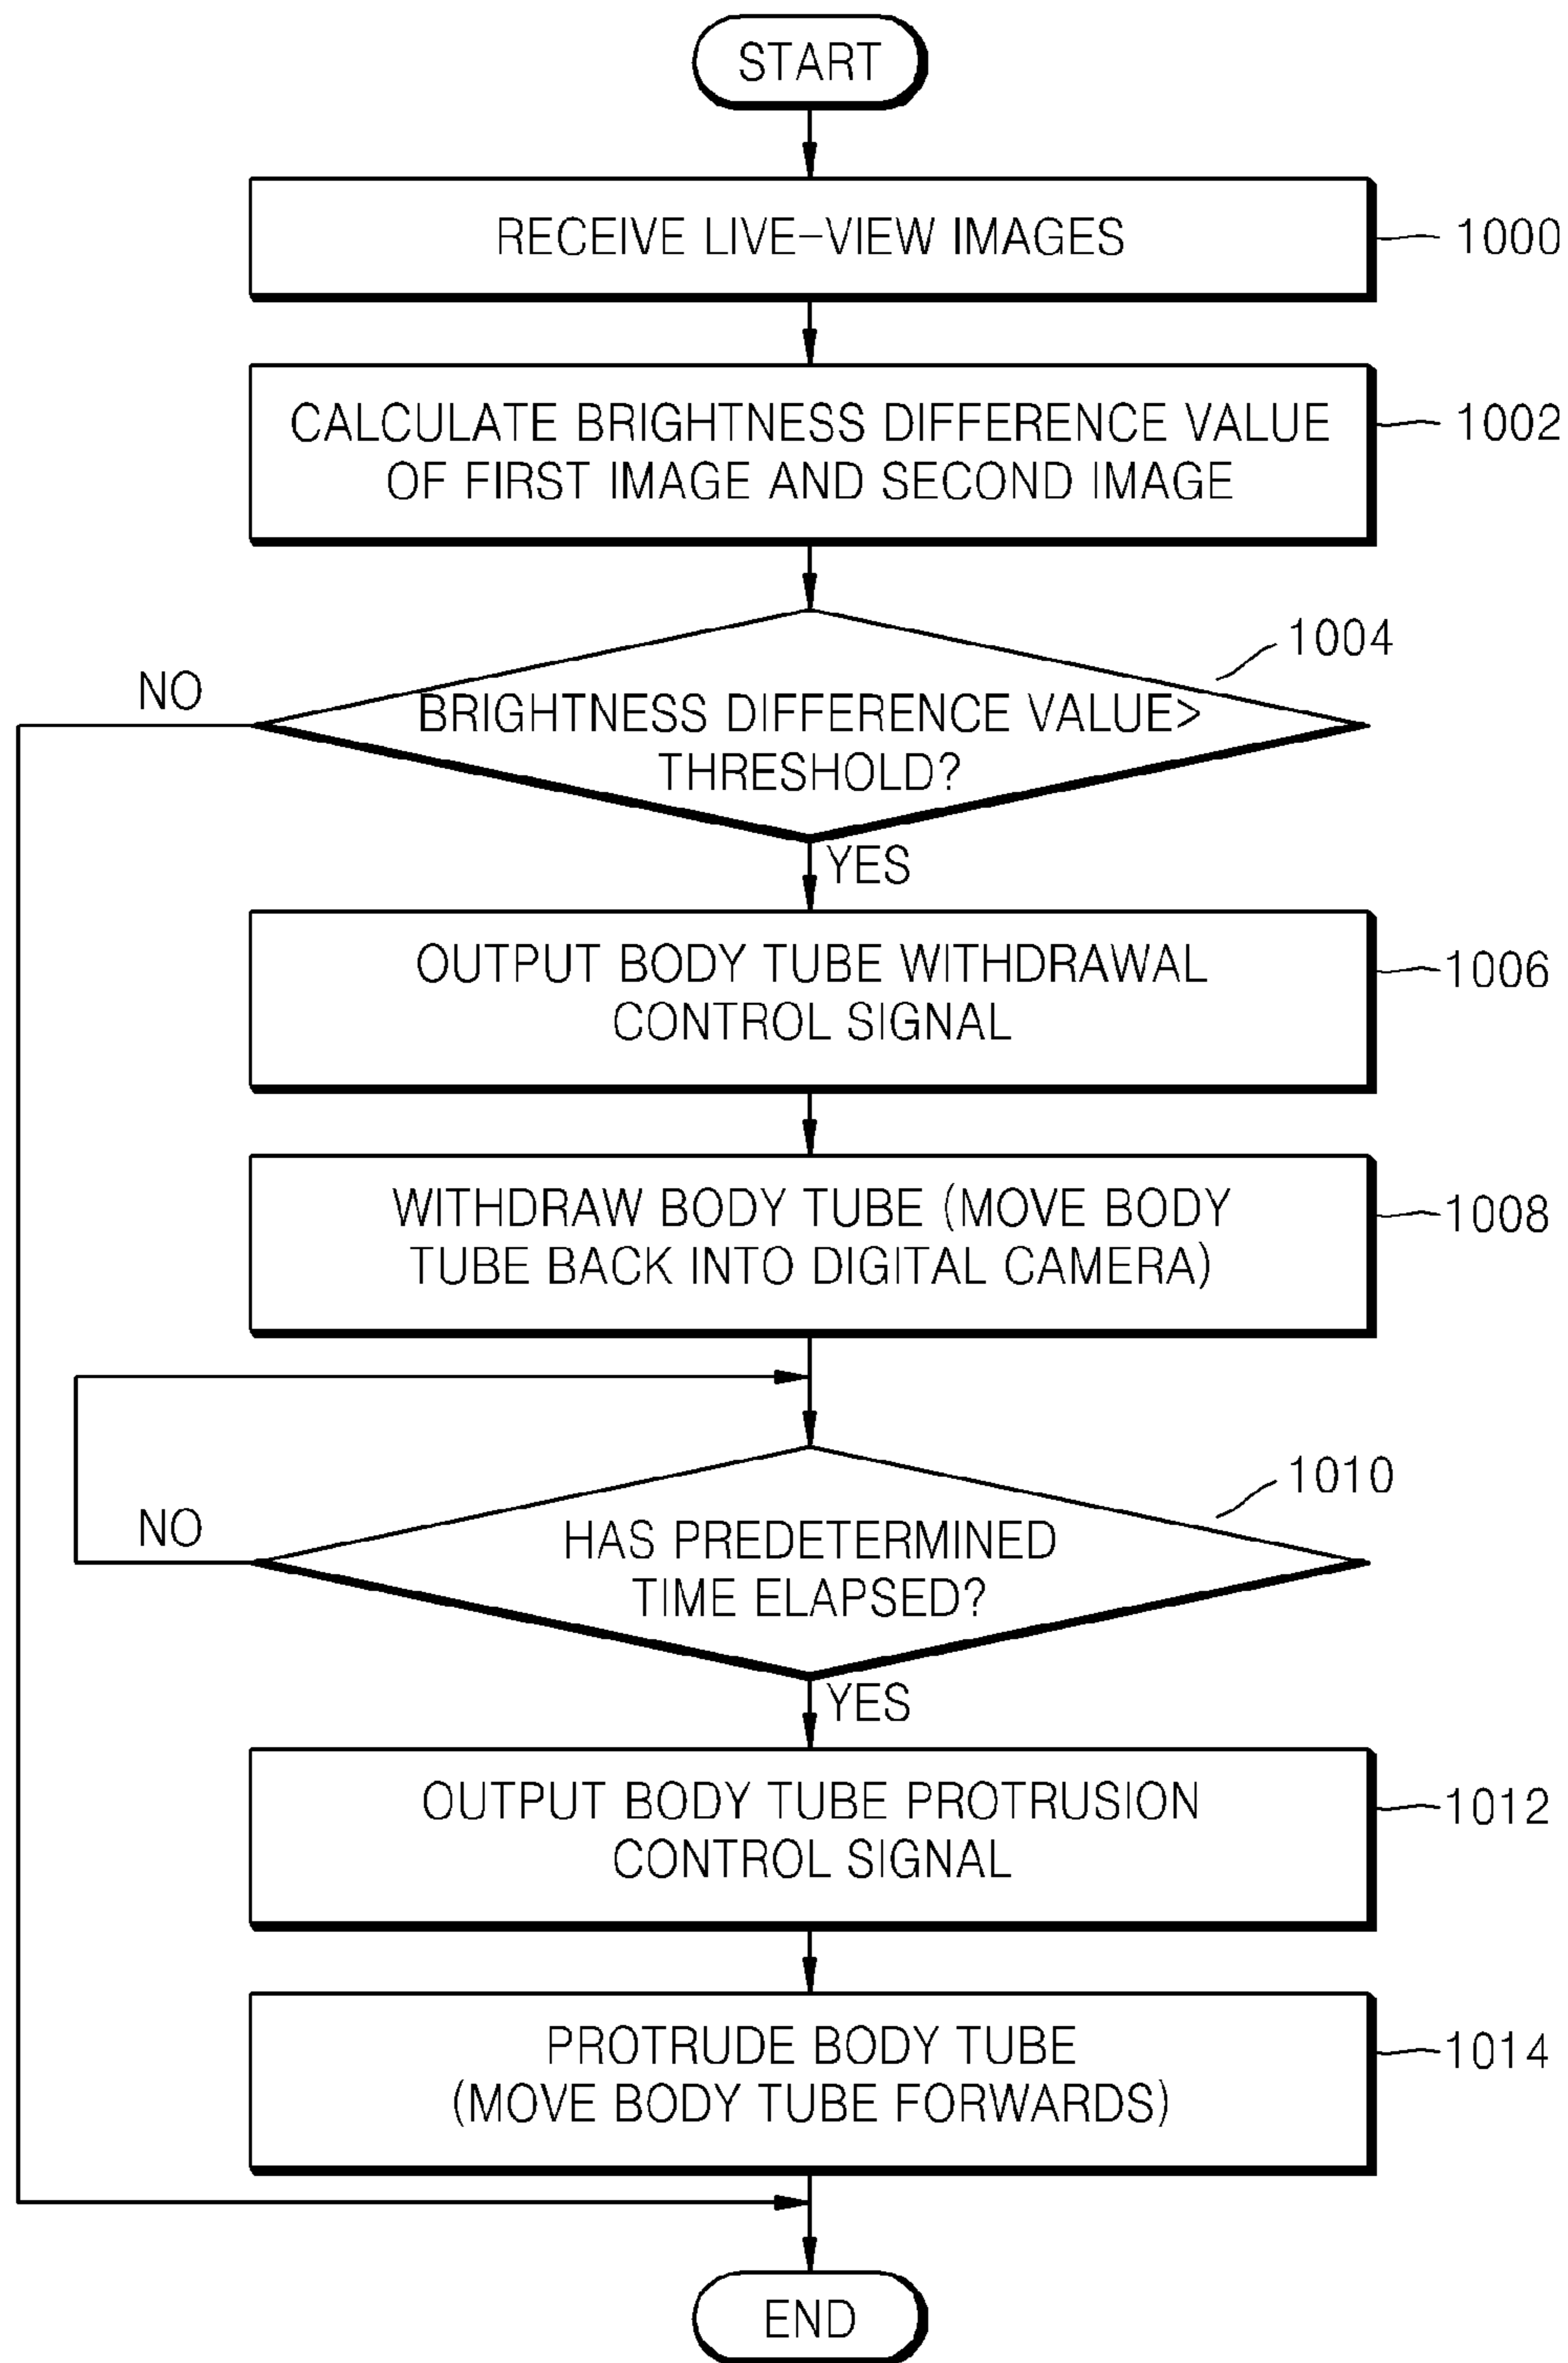 START
RECEIVE LIVE-VIEW IMAGES
1000
CALCULATE BRIGHTNESS DIFFERENCE VALUE
OF FIRST IMAGE AND SECOND IMAGE
1002
1004
NO
BRIGHTNESS DIFFERENCE VALUE>
THRESHOLD?
YES
OUTPUT BODY TUBE WITHDRAWAL
CONTROL SIGNAL
1006
WITHDRAW BODY TUBE (MOVE BODY
TUBE BACK INTO DIGITAL CAMERA)
1008
1010
NO
HAS PREDETERMINED
TIME ELAPSED?
YES
OUTPUT BODY TUBE PROTRUSION
CONTROL SIGNAL
1012
PROTRUDE BODY TUBE
(MOVE BODY TUBE FORWARDS)
1014
END